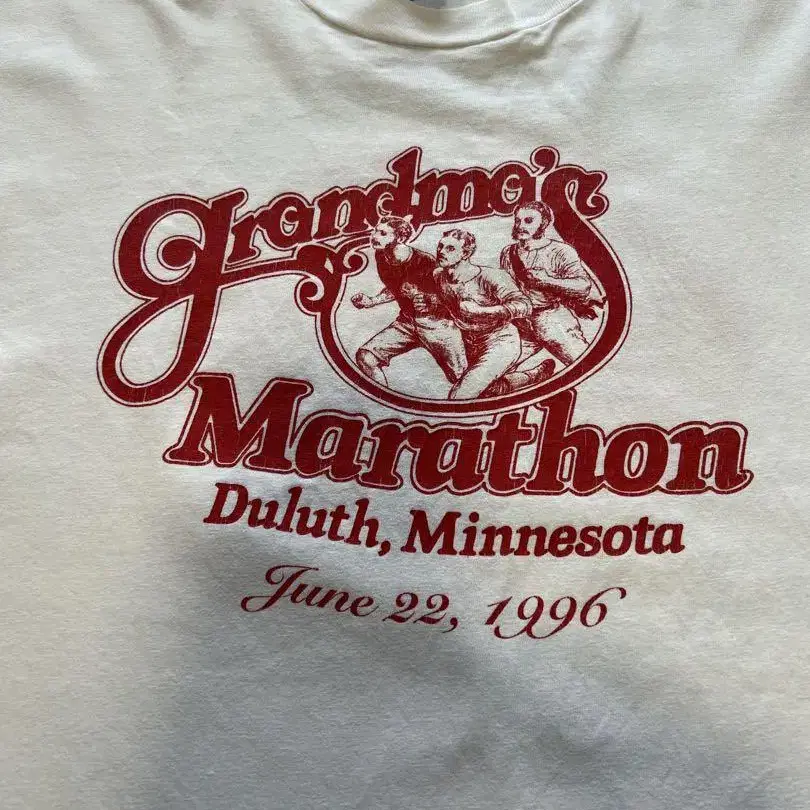 Grandma's
Marathon
Duluth, Minnesota
June 22, 1996